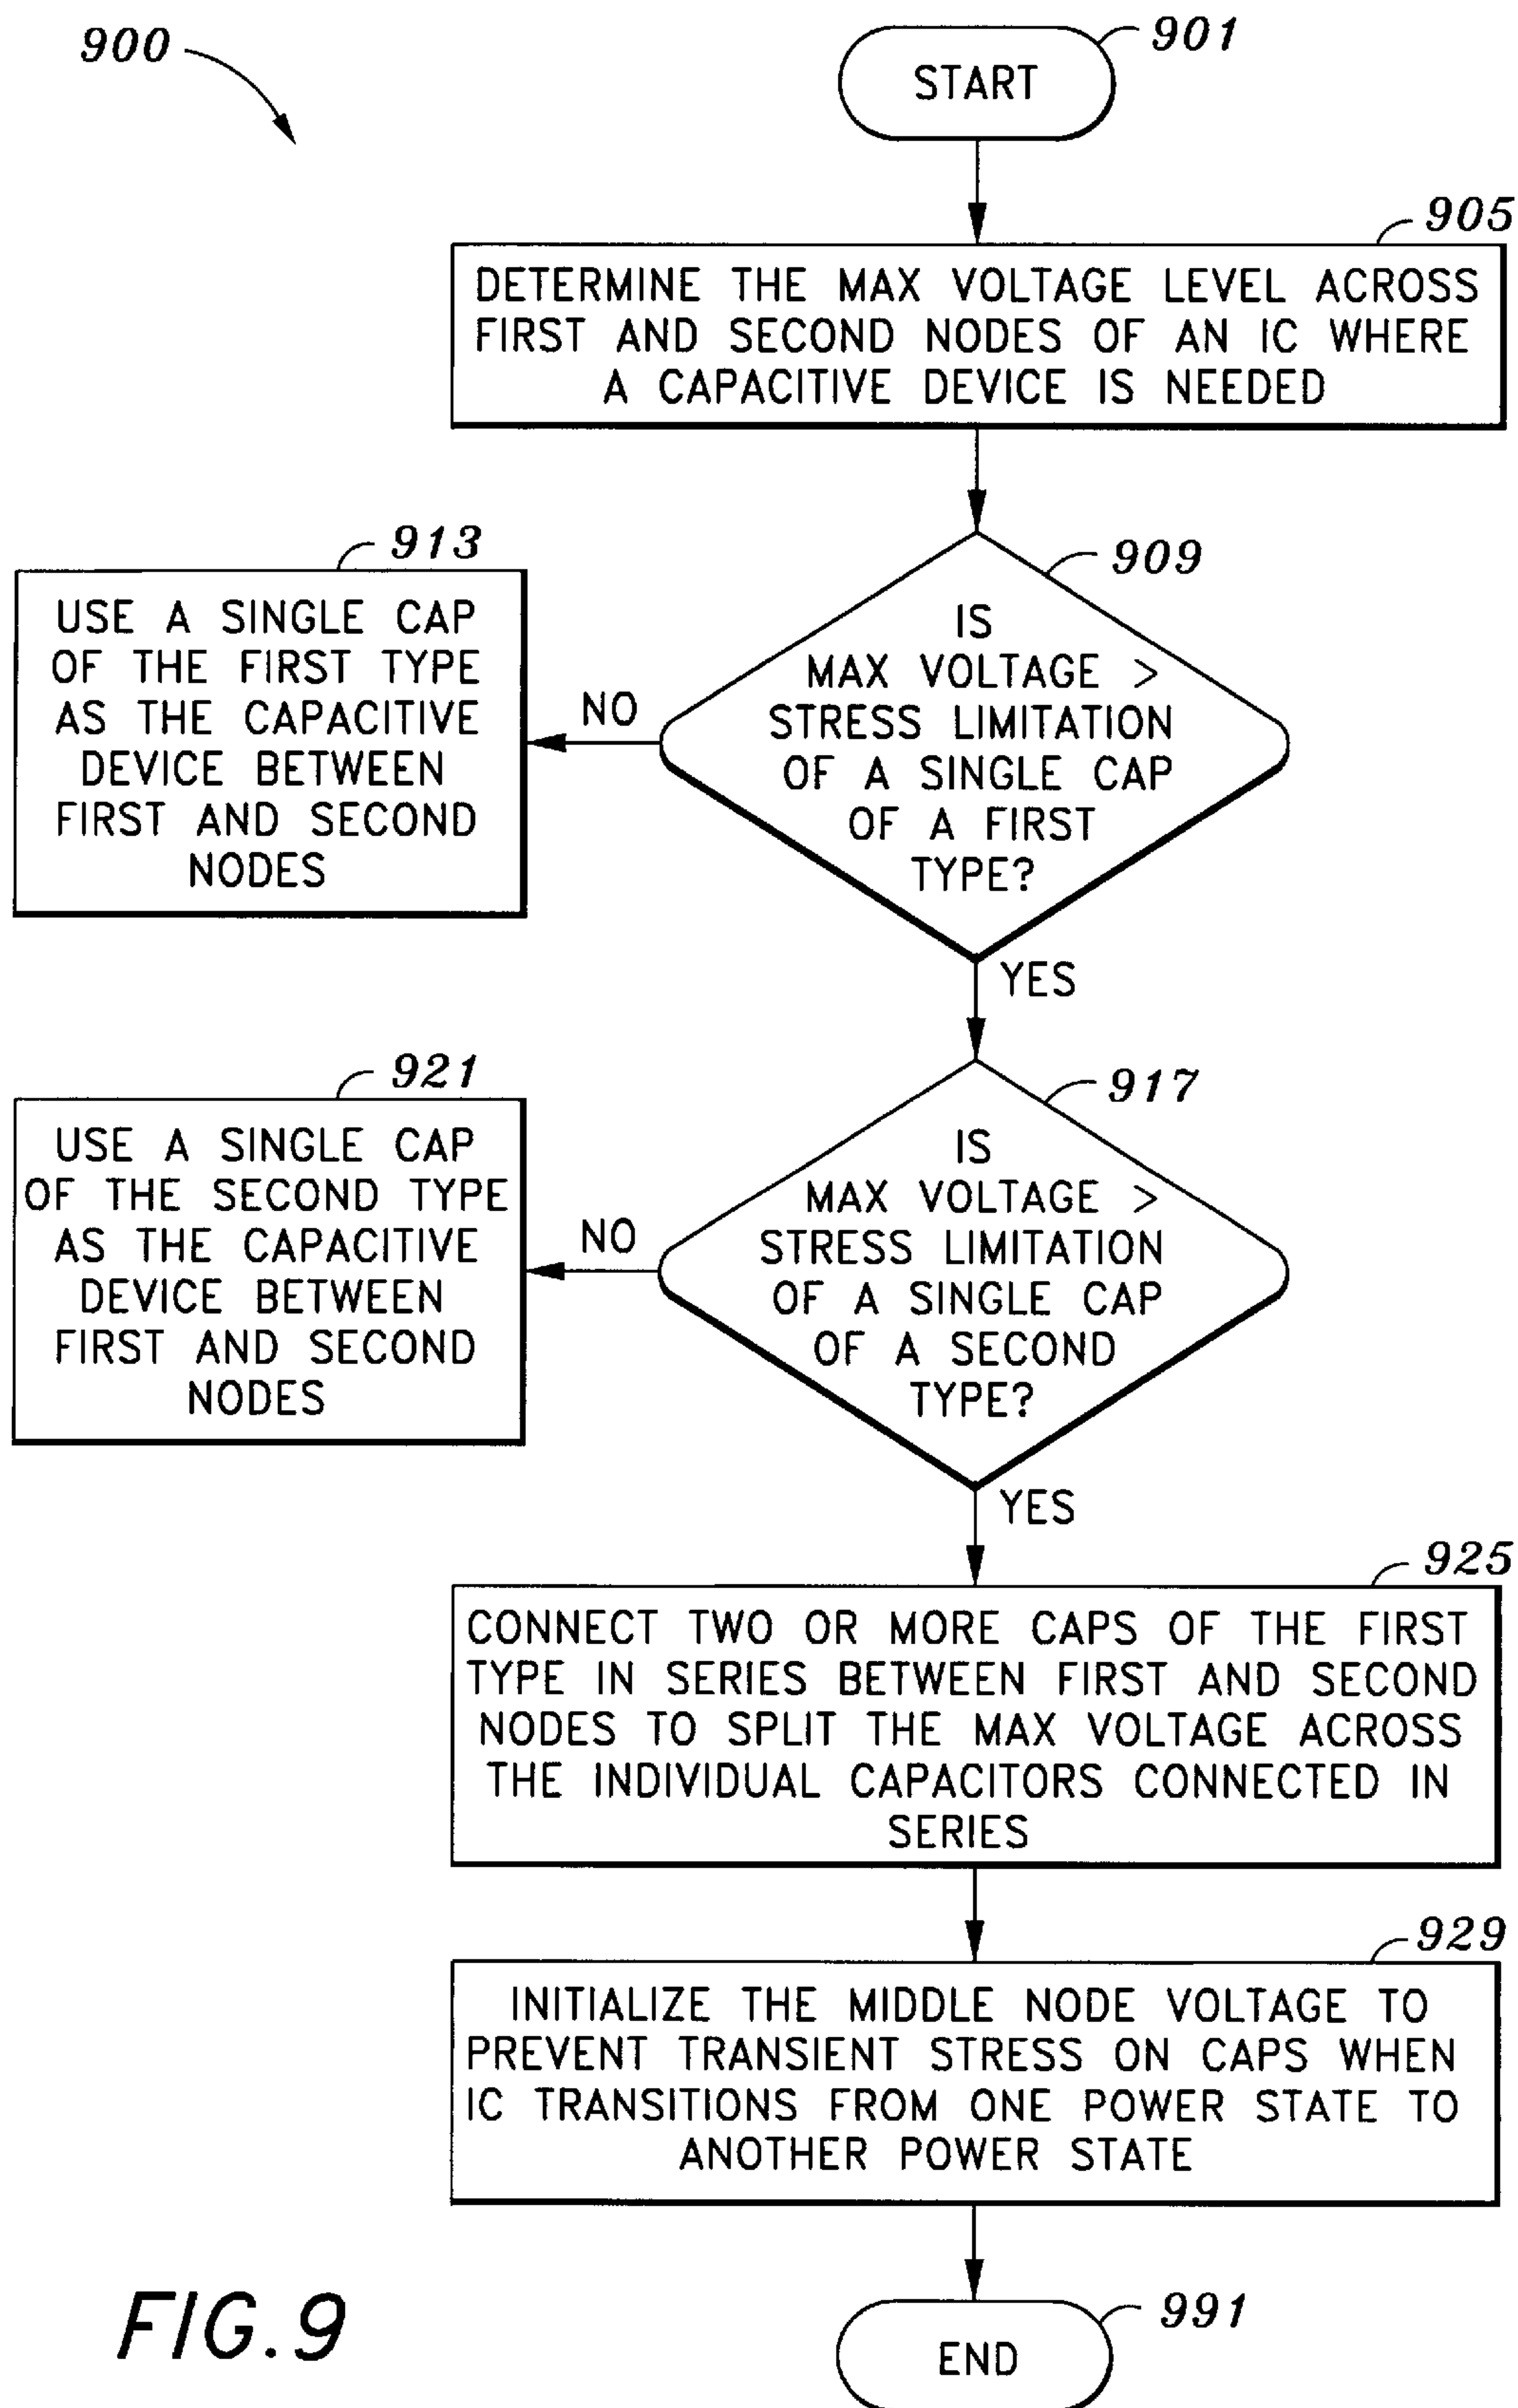 900
901
START
905
DETERMINE THE MAX VOLTAGE LEVEL ACROSS
FIRST AND SECOND NODES OF AN IC WHERE
A CAPACITIVE DEVICE IS NEEDED
913
USE A SINGLE CAP
OF THE FIRST TYPE
AS THE CAPACITIVE
DEVICE BETWEEN
FIRST AND SECOND
NODES
NO
909
IS
MAX VOLTAGE >
STRESS LIMITATION
OF A SINGLE CAP
OF A FIRST
TYPE?
YES
921
USE A SINGLE CAP
OF THE SECOND TYPE
AS THE CAPACITIVE
DEVICE BETWEEN
FIRST AND SECOND
NODES
NO
917
IS
MAX VOLTAGE >
STRESS LIMITATION
OF A SINGLE CAP
OF A SECOND
TYPE?
YES
925
CONNECT TWO OR MORE CAPS OF THE FIRST
TYPE IN SERIES BETWEEN FIRST AND SECOND
NODES TO SPLIT THE MAX VOLTAGE ACROSS
THE INDIVIDUAL CAPACITORS CONNECTED IN
SERIES
929
INITIALIZE THE MIDDLE NODE VOLTAGE TO
PREVENT TRANSIENT STRESS ON CAPS WHEN
IC TRANSITIONS FROM ONE POWER STATE TO
ANOTHER POWER STATE
991
END
FIG.9